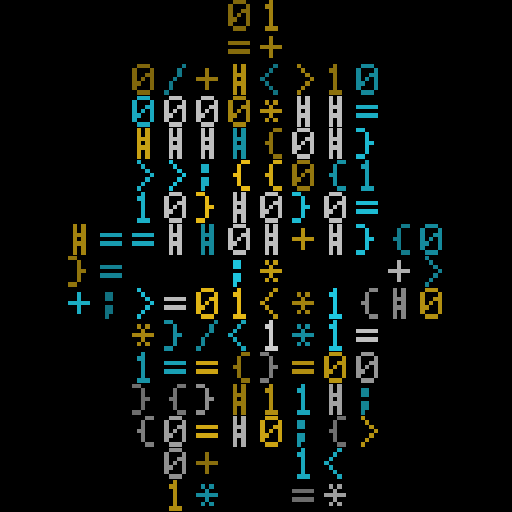 01
=+
0/+H<>10
000*HH=
HHHH(0H}
>>;((0(1
10}H0}0=
H==HH0H+H}(0
}=;*+>
+;>=01<*1(H0
*}/<1*1=
1==(}=00
}(}H11H;
(0=H0;(>
0+1<
1*=*